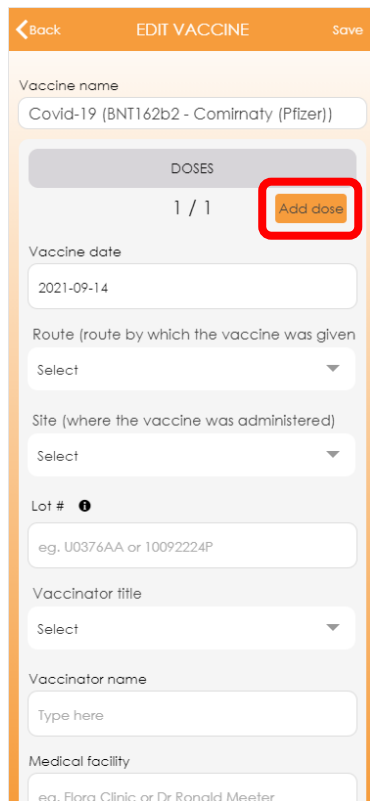 Back EDIT VACCINE Save
Vaccine name
Covid-19 (BNT162b2 - Comirnaty (Pfizer))
DOSES
1 / 1 Add dose
Vaccine date
2021-09-14
Route (route by which the vaccine was given
Select
Site (where the vaccine was administered)
Select
Lot #
eg. U0376AA or 10092224P
Vaccinator title
Select
Vaccinator name
Type here
Medical facility
eg. Flora Clinic or Dr Ronald Meeter